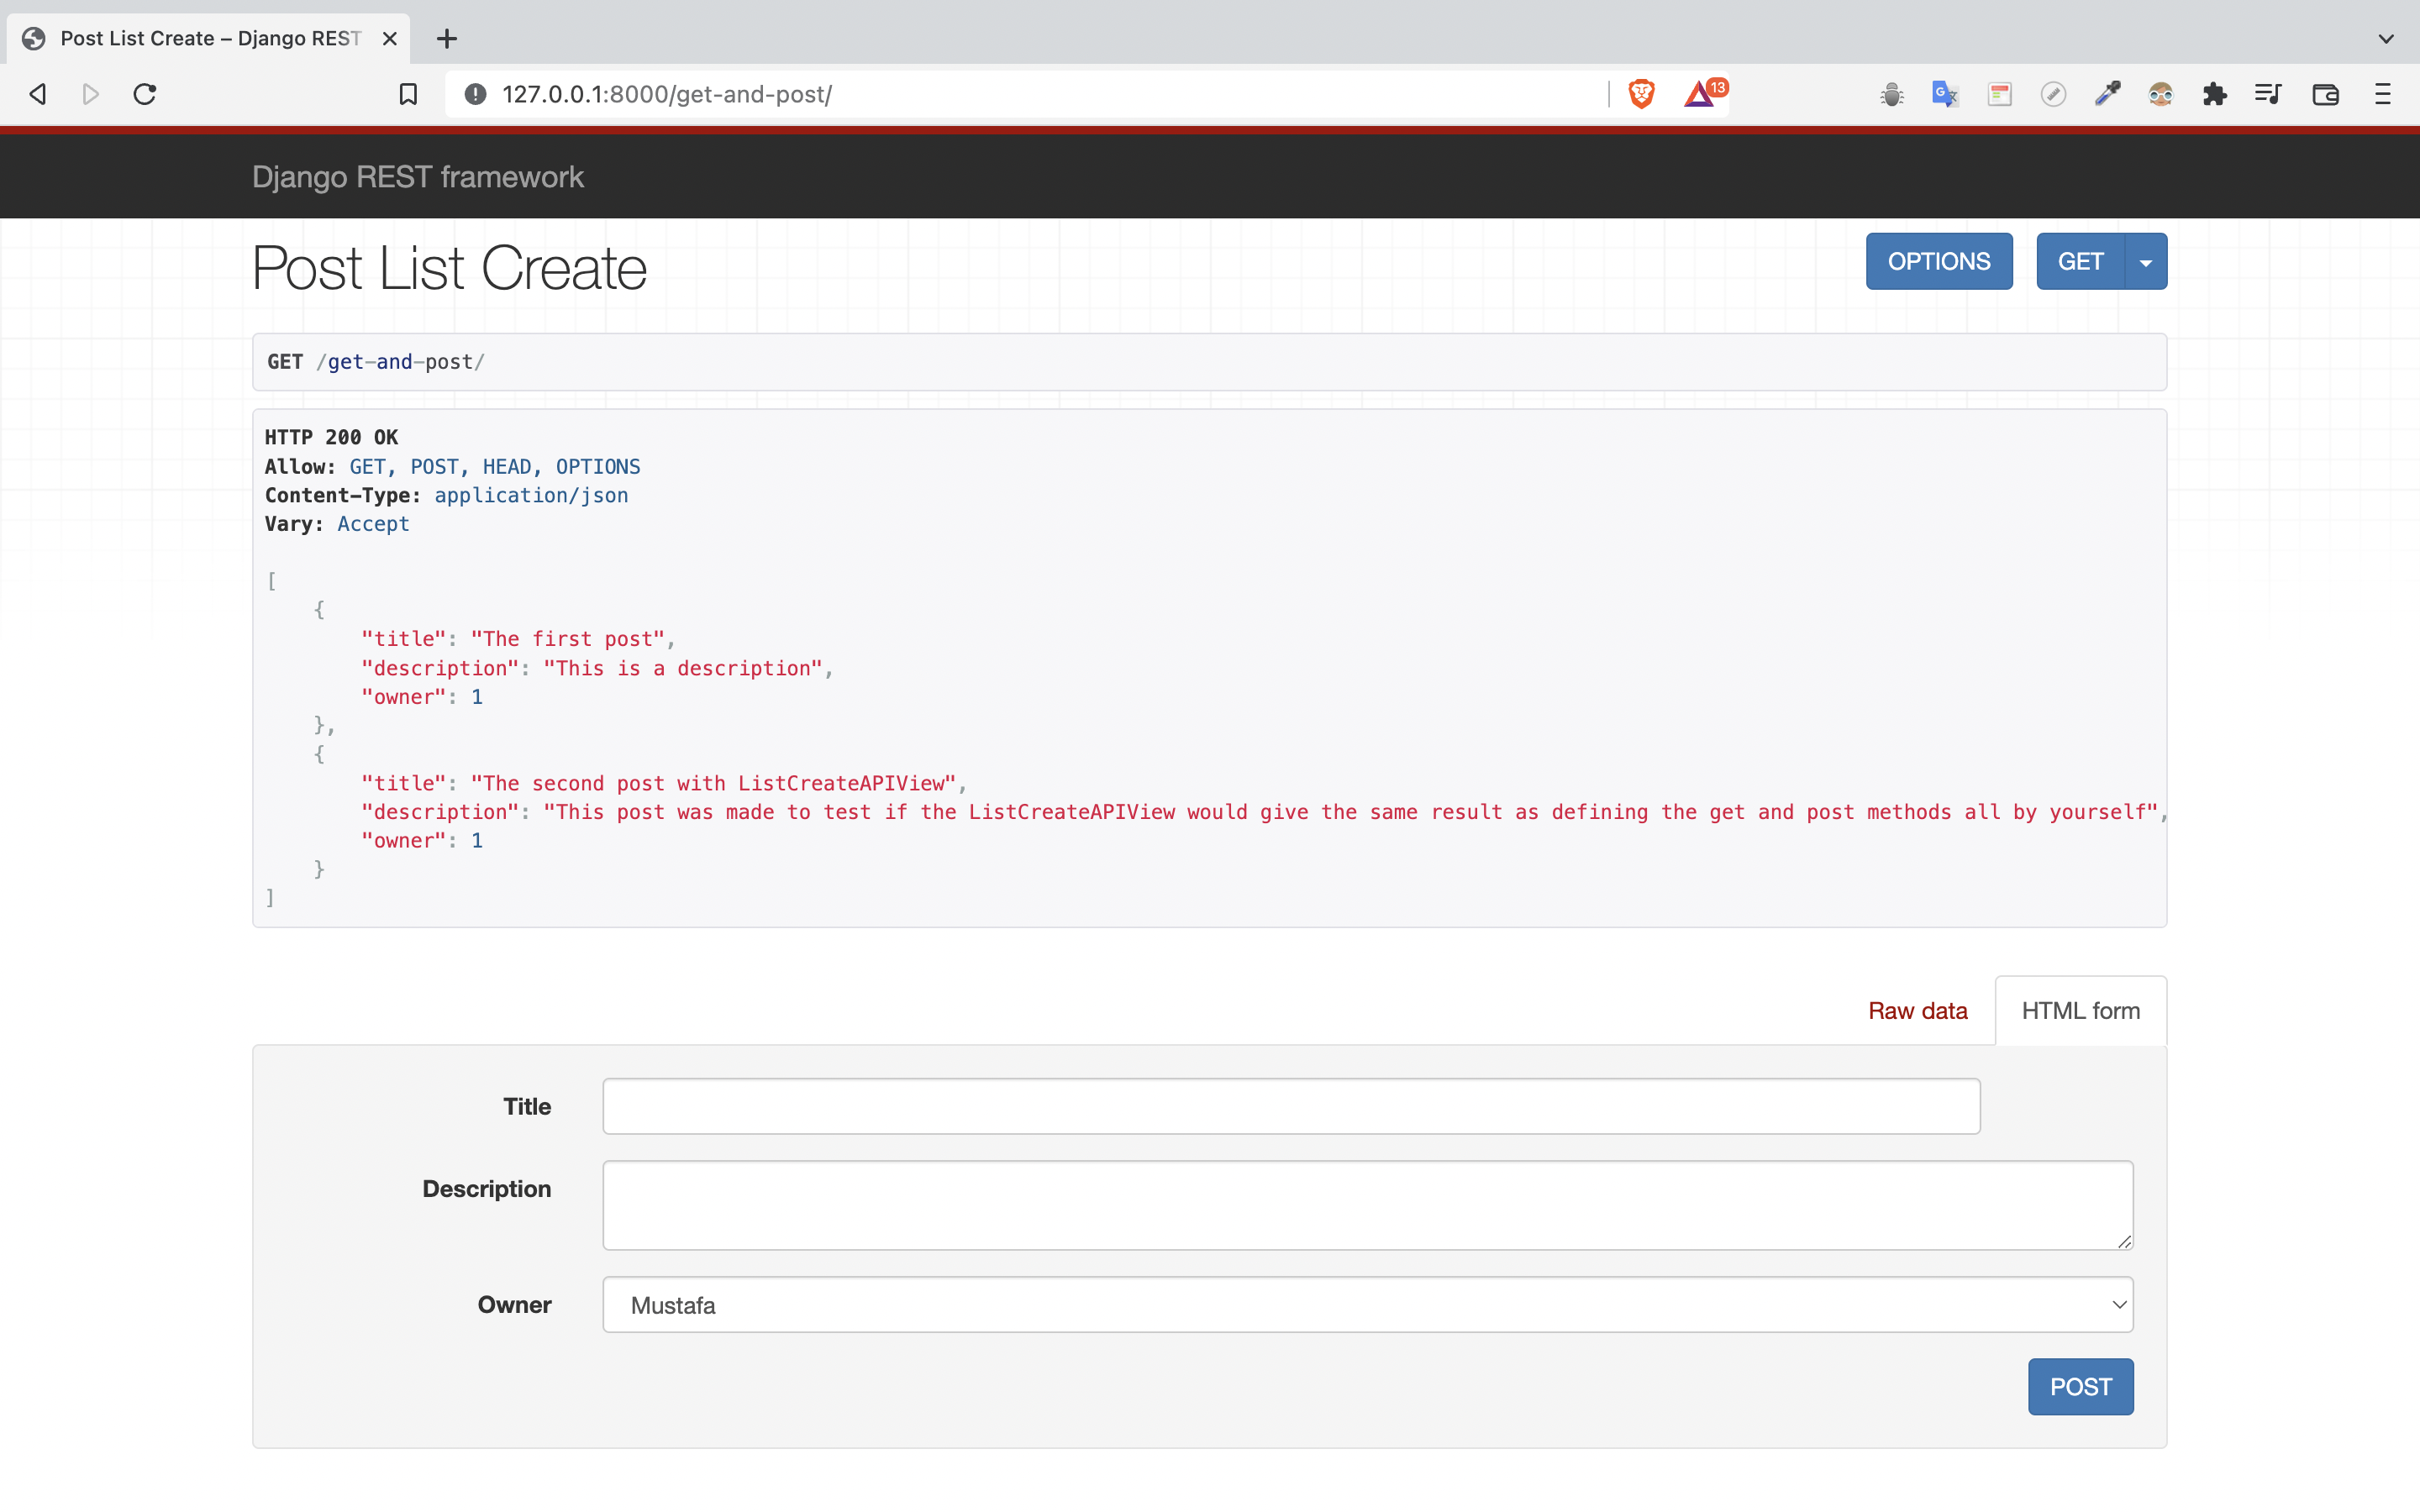 Post List Create – Django REST
127.0.0.1:8000/get-and-post/
13
Django REST framework
Post List Create
OPTIONS
GET
GET /get-and-post/
HTTP 200 OK
Allow: GET, POST, HEAD, OPTIONS
Content-Type: application/json
Vary: Accept
[
    {
        "title": "The first post",
        "description": "This is a description",
        "owner": 1
    },
    {
        "title": "The second post with ListCreateAPIView",
        "description": "This post was made to test if the ListCreateAPIView would give the same result as defining the get and post methods all by yourself",
        "owner": 1
    }
]
Raw data
HTML form
Title
Description
Owner
Mustafa
POST